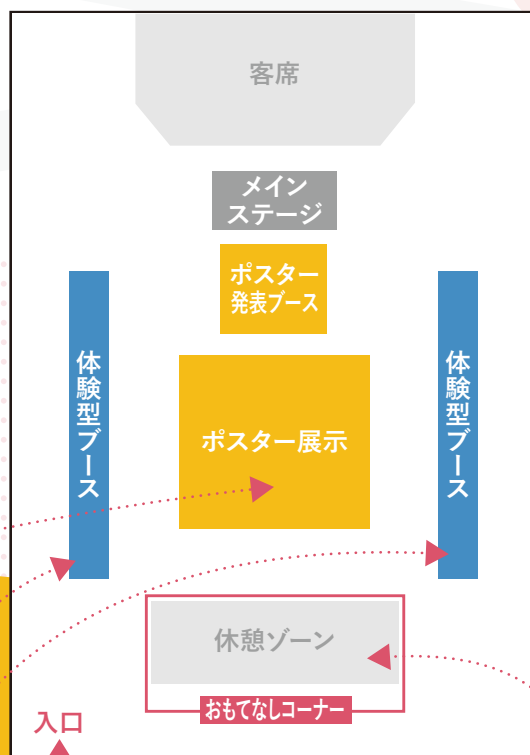 客席
メイン
ステージ
ポスター
発表ブース
体験型ブース
体験型ブース
ポスター展示
休憩ゾーン
おもてなしコーナー
入口